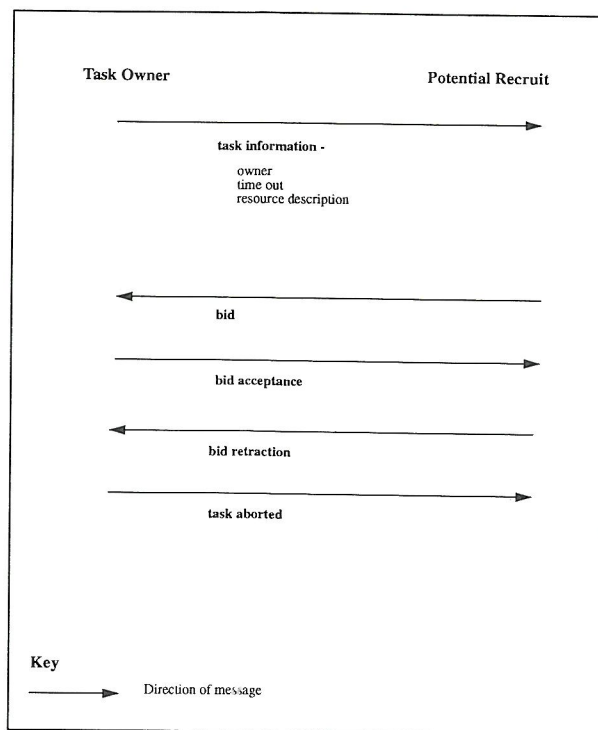 Task Owner
Potential Recruit
task information -
owner
time out
resource description
bid
bid acceptance
bid retraction
task aborted
Key
Direction of message